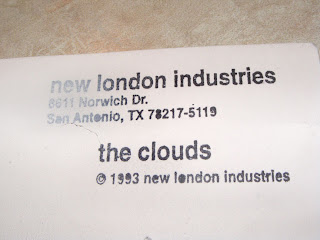 new london industries
8611 Norwich Dr.
San Antonio, TX 78217-5119
the clouds
© 1993 new london industries